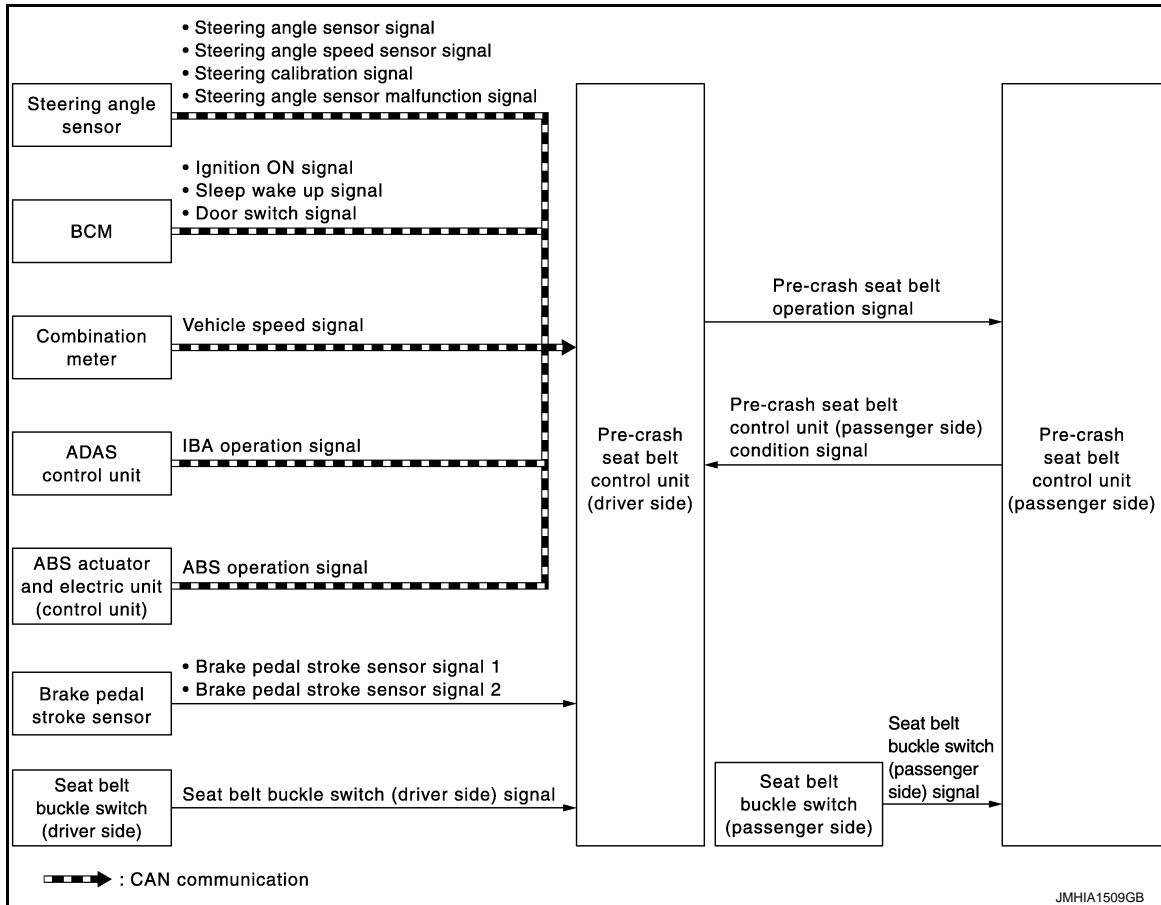 • Steering angle sensor signal
• Steering angle speed sensor signal
• Steering calibration signal
• Steering angle sensor malfunction signal
Steering angle
sensor
• Ignition ON signal
• Sleep wake up signal
• Door switch signal
BCM
Vehicle speed signal
Combination
meter
IBA operation signal
ADAS
control unit
ABS operation signal
ABS actuator
and electric unit
(control unit)
• Brake pedal stroke sensor signal 1
• Brake pedal stroke sensor signal 2
Brake pedal
stroke sensor
Seat belt
buckle switch
(driver side)
Seat belt buckle switch (driver side) signal
Pre-crash
seat belt
control unit
(driver side)
Pre-crash seat belt
operation signal
Pre-crash seat belt
control unit (passenger side)
condition signal
Pre-crash
seat belt
control unit
(passenger side)
Seat belt
buckle switch
(passenger side)
Seat belt
buckle switch
(passenger
side) signal
: CAN communication
JMHIA1509GB